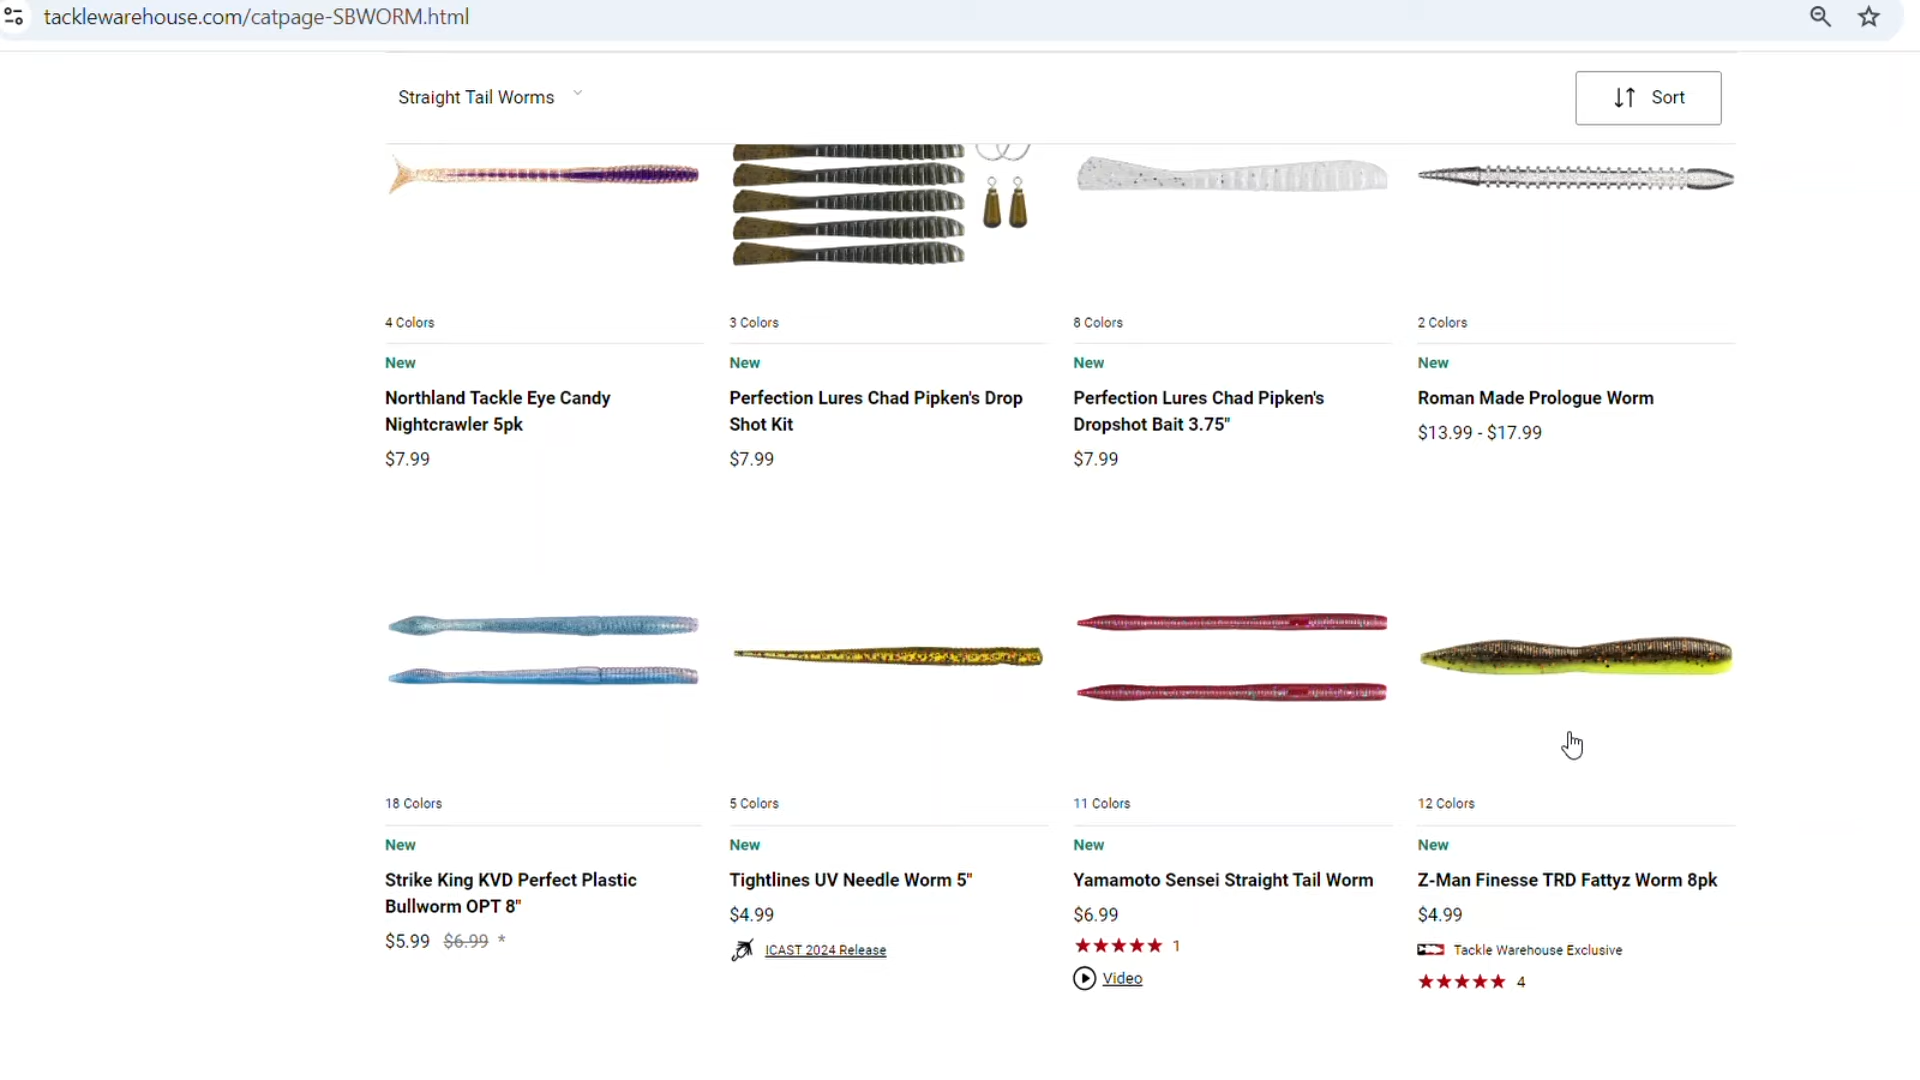 tacklewarehouse.com/catpage-SBWORM.html
Straight Tail Worms
Sort
4 Colors
3 Colors
8 Colors
2 Colors
New
New
New
New
Northland Tackle Eye Candy
Nightcrawler 5pk
Perfection Lures Chad Pipken's Drop
Shot Kit
Perfection Lures Chad Pipken's
Dropshot Bait 3.75"
Roman Made Prologue Worm
$7.99
$7.99
$7.99
$13.99 - $17.99
18 Colors
5 Colors
11 Colors
12 Colors
New
New
New
New
Strike King KVD Perfect Plastic
Bullworm OPT 8"
$5.99 $6.99 *
Tightlines UV Needle Worm 5"
$4.99
ICAST 2024 Release
Yamamoto Sensei Straight Tail Worm
$6.99
1
Video
Z-Man Finesse TRD Fattyz Worm 8pk
$4.99
Tackle Warehouse Exclusive
4